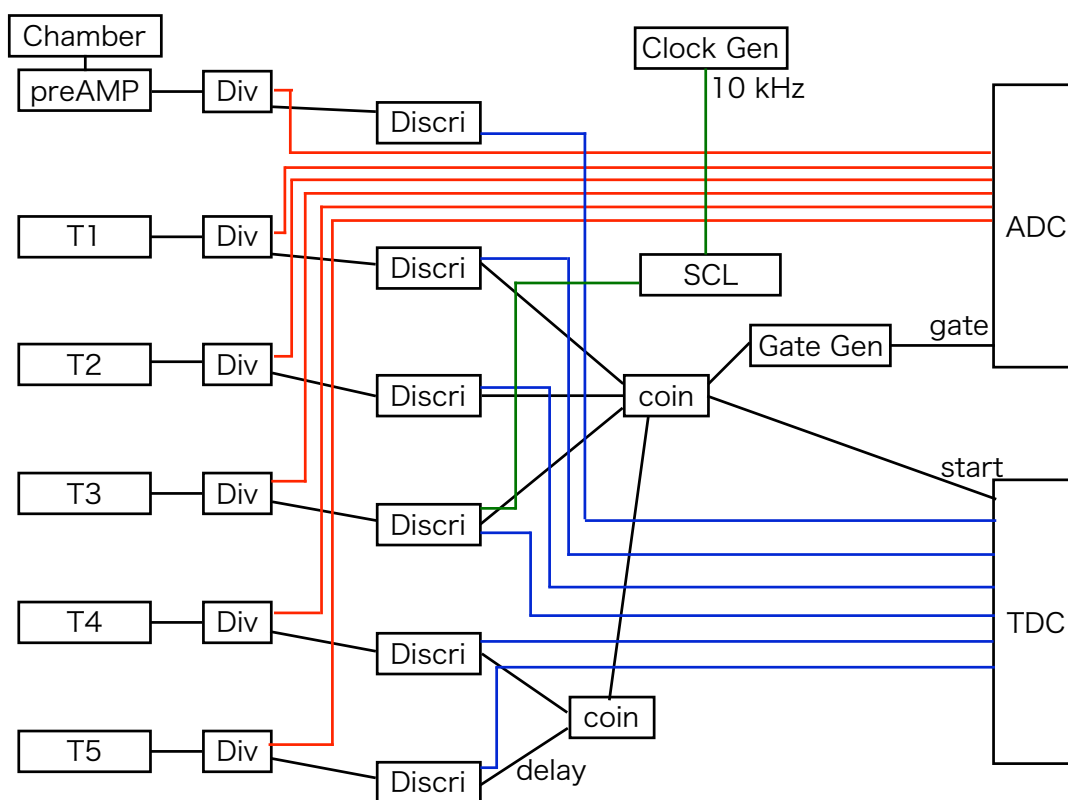 Chamber
Clock Gen
preAMP
Div
10 kHz
Discri
T1
Div
ADC
Discri
SCL
gate
T2
Div
Gate Gen
Discri
coin
start
T3
Div
Discri
T4
Div
TDC
Discri
coin
T5
Div
delay
Discri